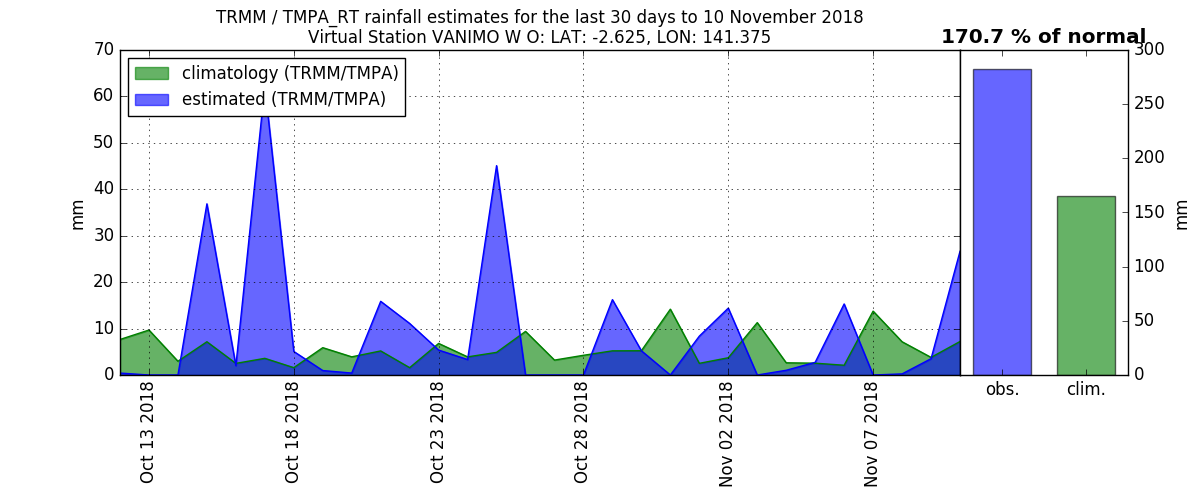 TRMM / TMPA_RT rainfall estimates for the last 30 days to 10 November 2018
Virtual Station VANIMO W O: LAT: -2.625, LON: 141.375
170.7 % of normal
climatology (TRMM/TMPA)
estimated (TRMM/TMPA)
70
60
50
40
30
20
10
0
mm
Oct 13 2018
Oct 18 2018
Oct 23 2018
Oct 28 2018
Nov 02 2018
Nov 07 2018
300
250
200
150
100
50
0
mm
obs.
clim.